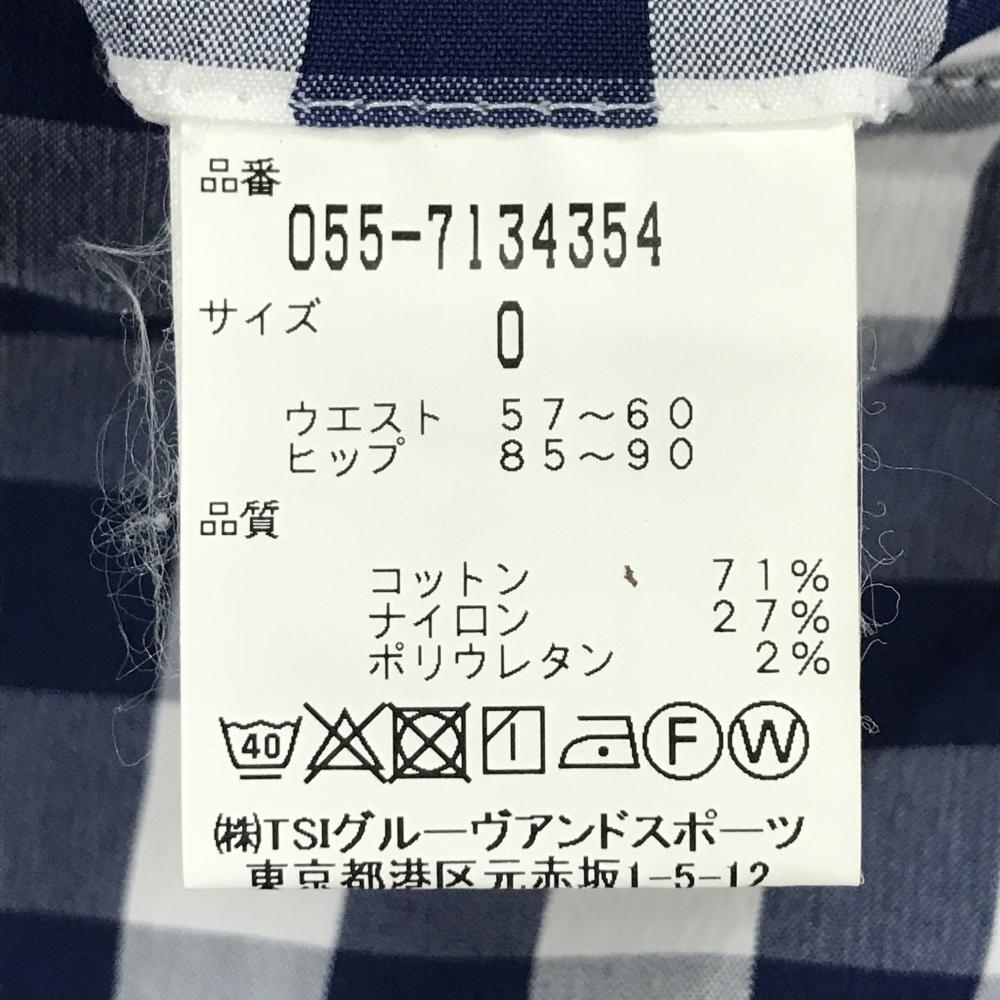 品番
055-7134354
サイズ
0
ウエスト 57～60
ヒップ 85～90
品質
コットン 71%
ナイロン 27%
ポリウレタン 2%
40 F W
㈱TSIグルーヴアンドスポーツ
東京都港区元赤坂1-5-12